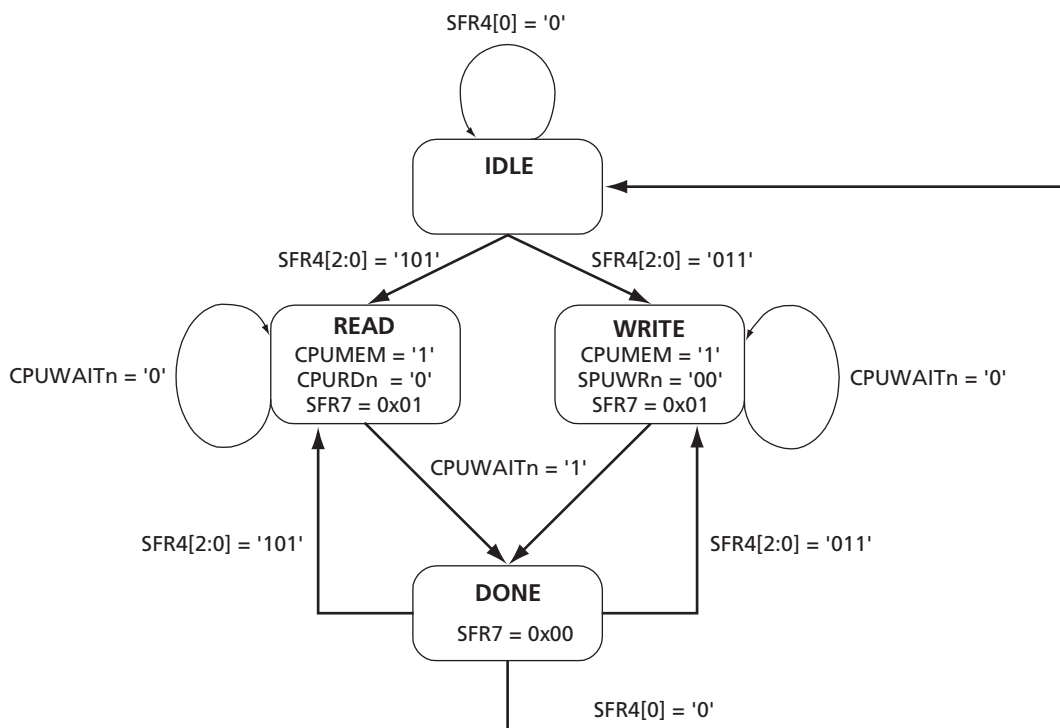 SFR4[0] = '0'
IDLE
SFR4[2:0] = '101'
SFR4[2:0] = '011'
READ
CPUMEM = '1'
CPURDn = '0'
SFR7 = 0x01
WRITE
CPUMEM = '1'
SPUWRn = '00'
SFR7 = 0x01
CPUWAITn = '0'
CPUWAITn = '0'
CPUWAITn = '1'
SFR4[2:0] = '101'
SFR4[2:0] = '011'
DONE
SFR7 = 0x00
SFR4[0] = '0'